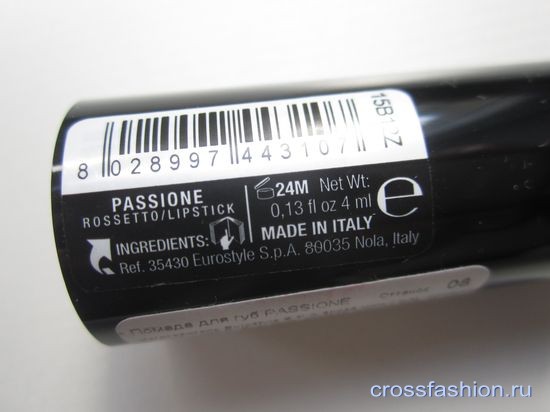 15B12Z
8 028997 443107
PASSIONE
ROSSETTO/LIPSTICK
24M Net Wt:
0,13 fl oz 4 ml e
INGREDIENTS:
MADE IN ITALY
Ref. 35430 Eurostyle S.p.A. 80035 Nola, Italy
Помада для губ PASSIONE Оттенок 08
crossfashion.ru